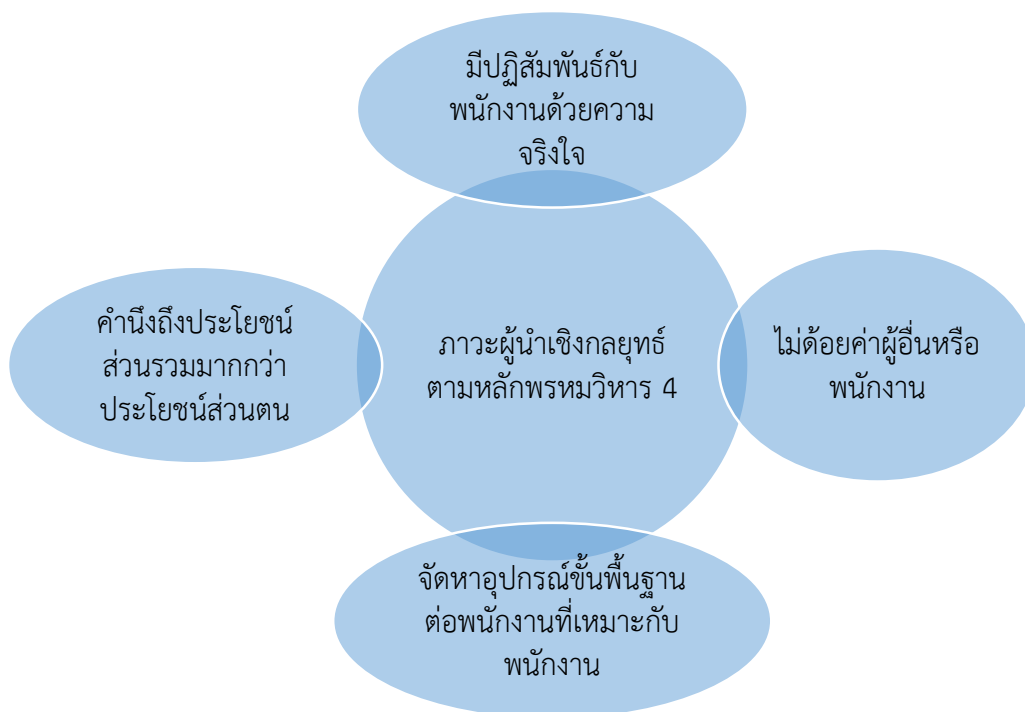 มีปฏิสัมพันธ์กับ
พนักงานด้วยความ
จริงใจ
คำนึงถึงประโยชน์
ส่วนรวมมากกว่า
ประโยชน์ส่วนตน
ภาวะผู้นำเชิงกลยุทธ์
ตามหลักพรหมวิหาร 4
ไม่ด้อยค่าผู้อื่นหรือ
พนักงาน
จัดหาอุปกรณ์ขั้นพื้นฐาน
ต่อพนักงานที่เหมาะกับ
พนักงาน